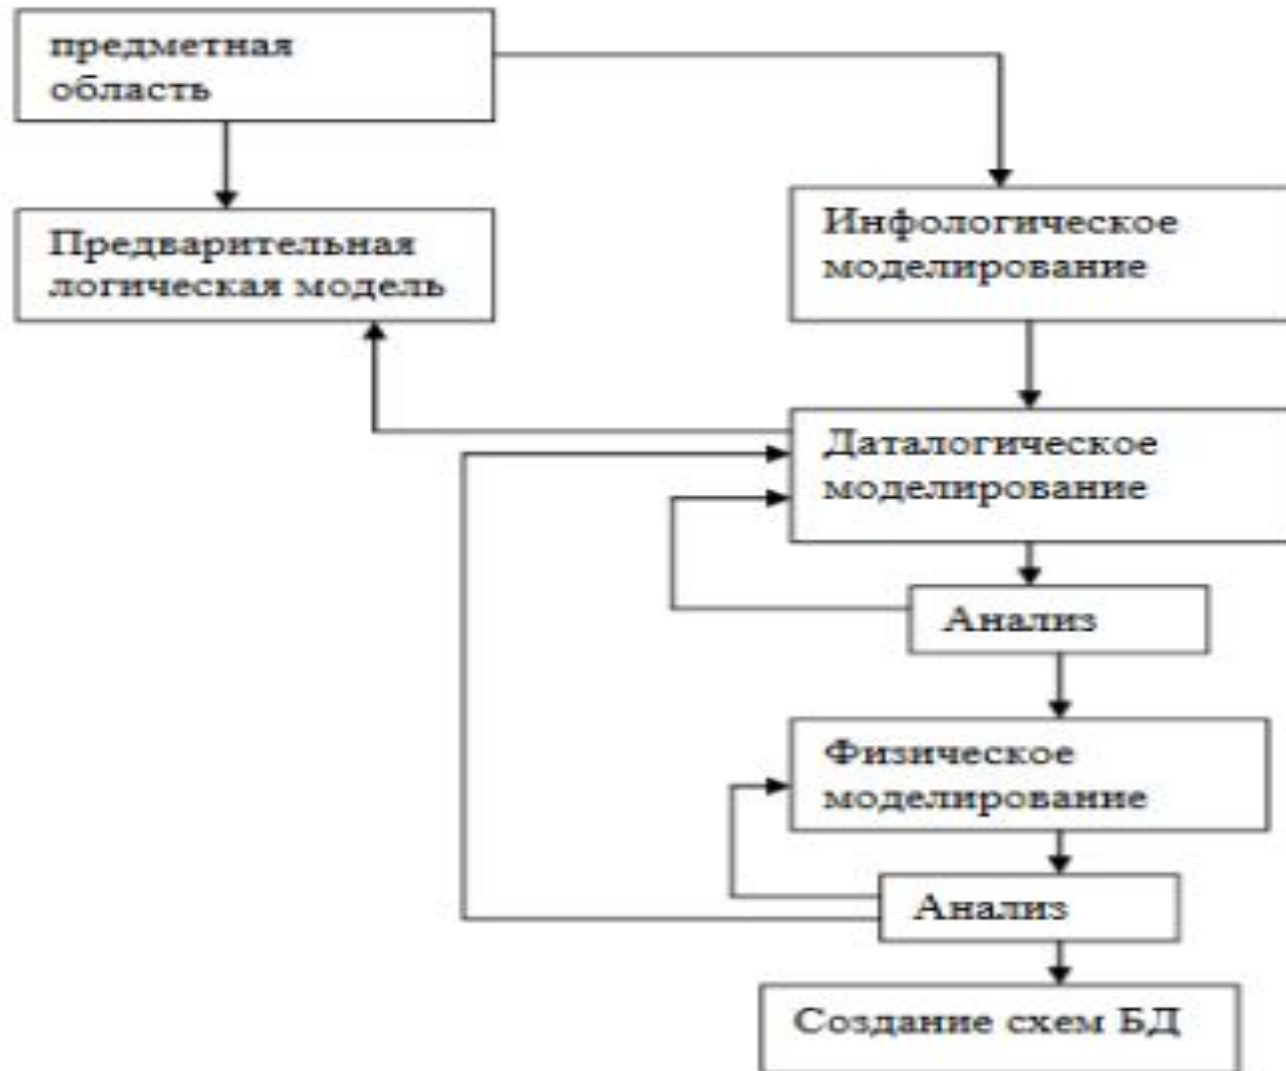 предметная
область
Предварительная
логическая модель
Инфологическое
моделирование
Даталогическое
моделирование
Анализ
Физическое
моделирование
Анализ
Создание схем БД